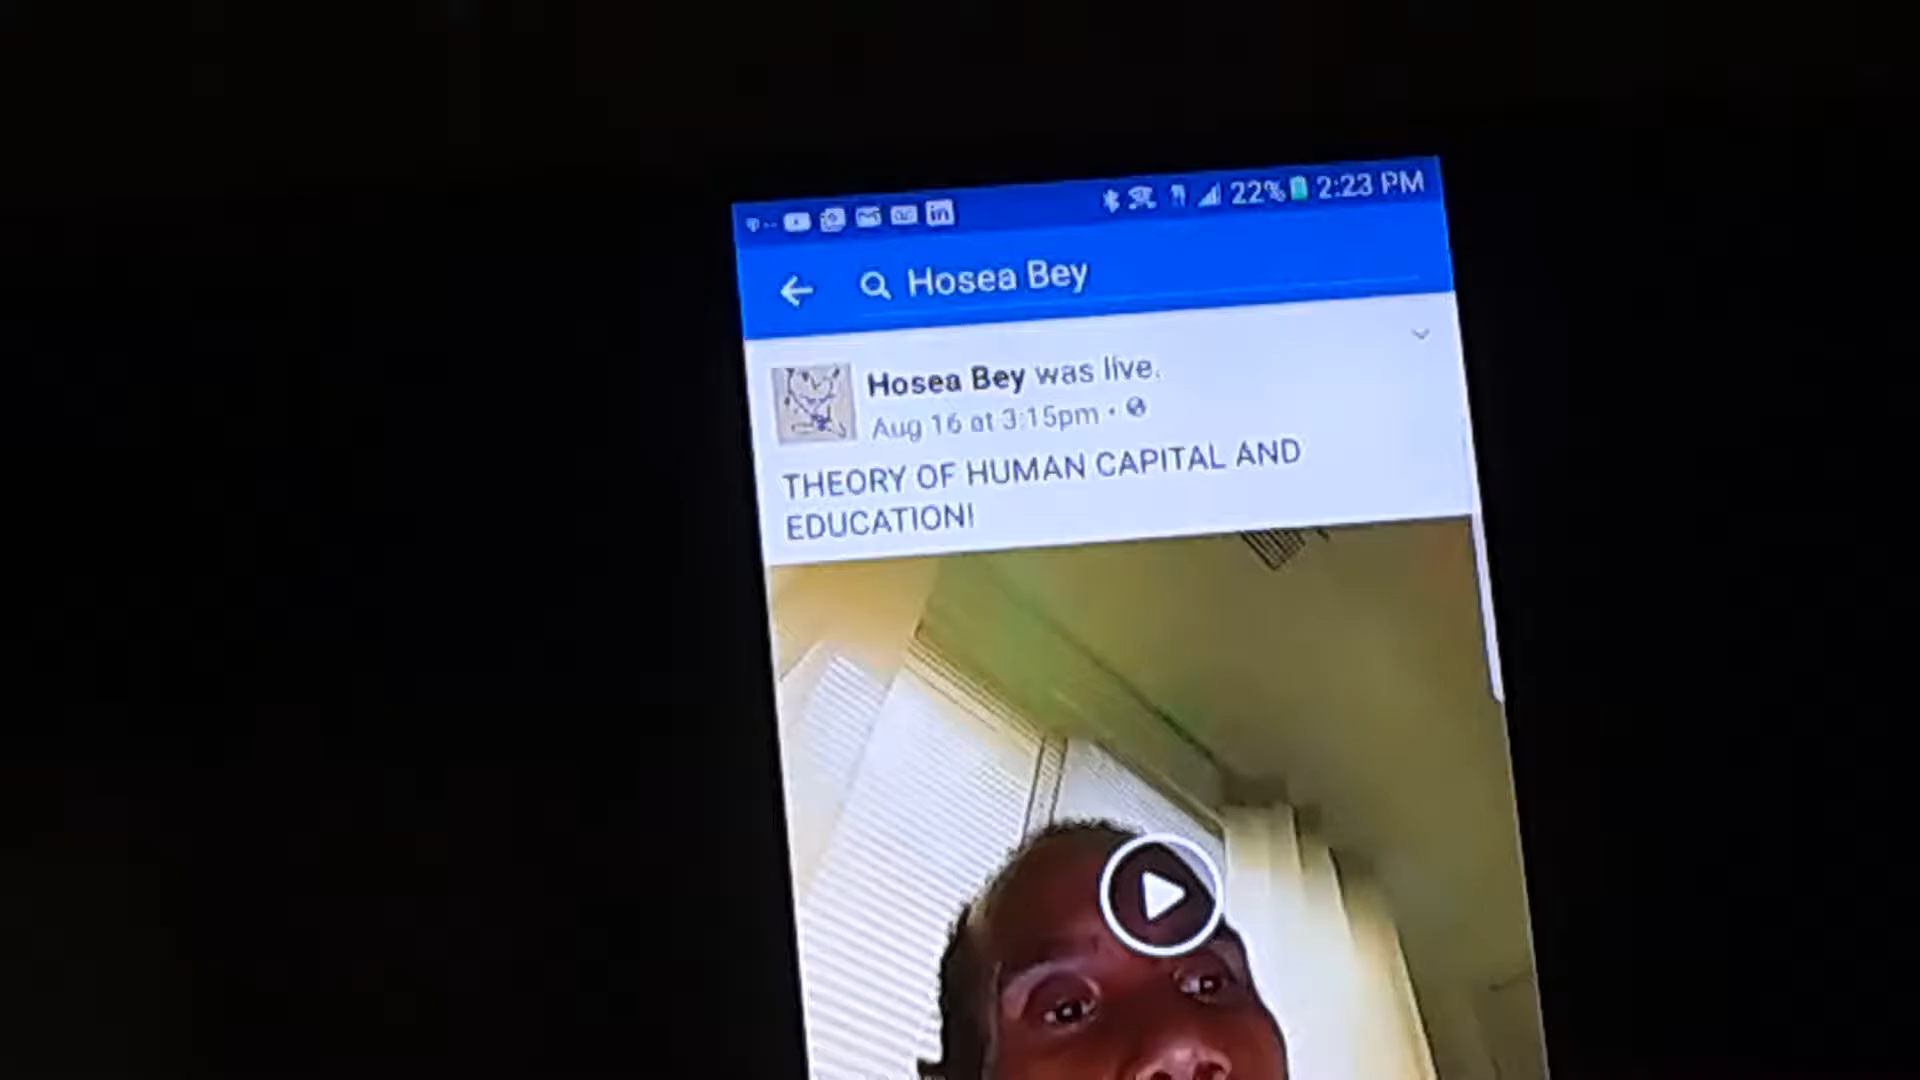 in 22% 2:23 PM
Hosea Bey
Hosea Bey was live.
Aug 16 at 3:15pm •
THEORY OF HUMAN CAPITAL AND
EDUCATION!